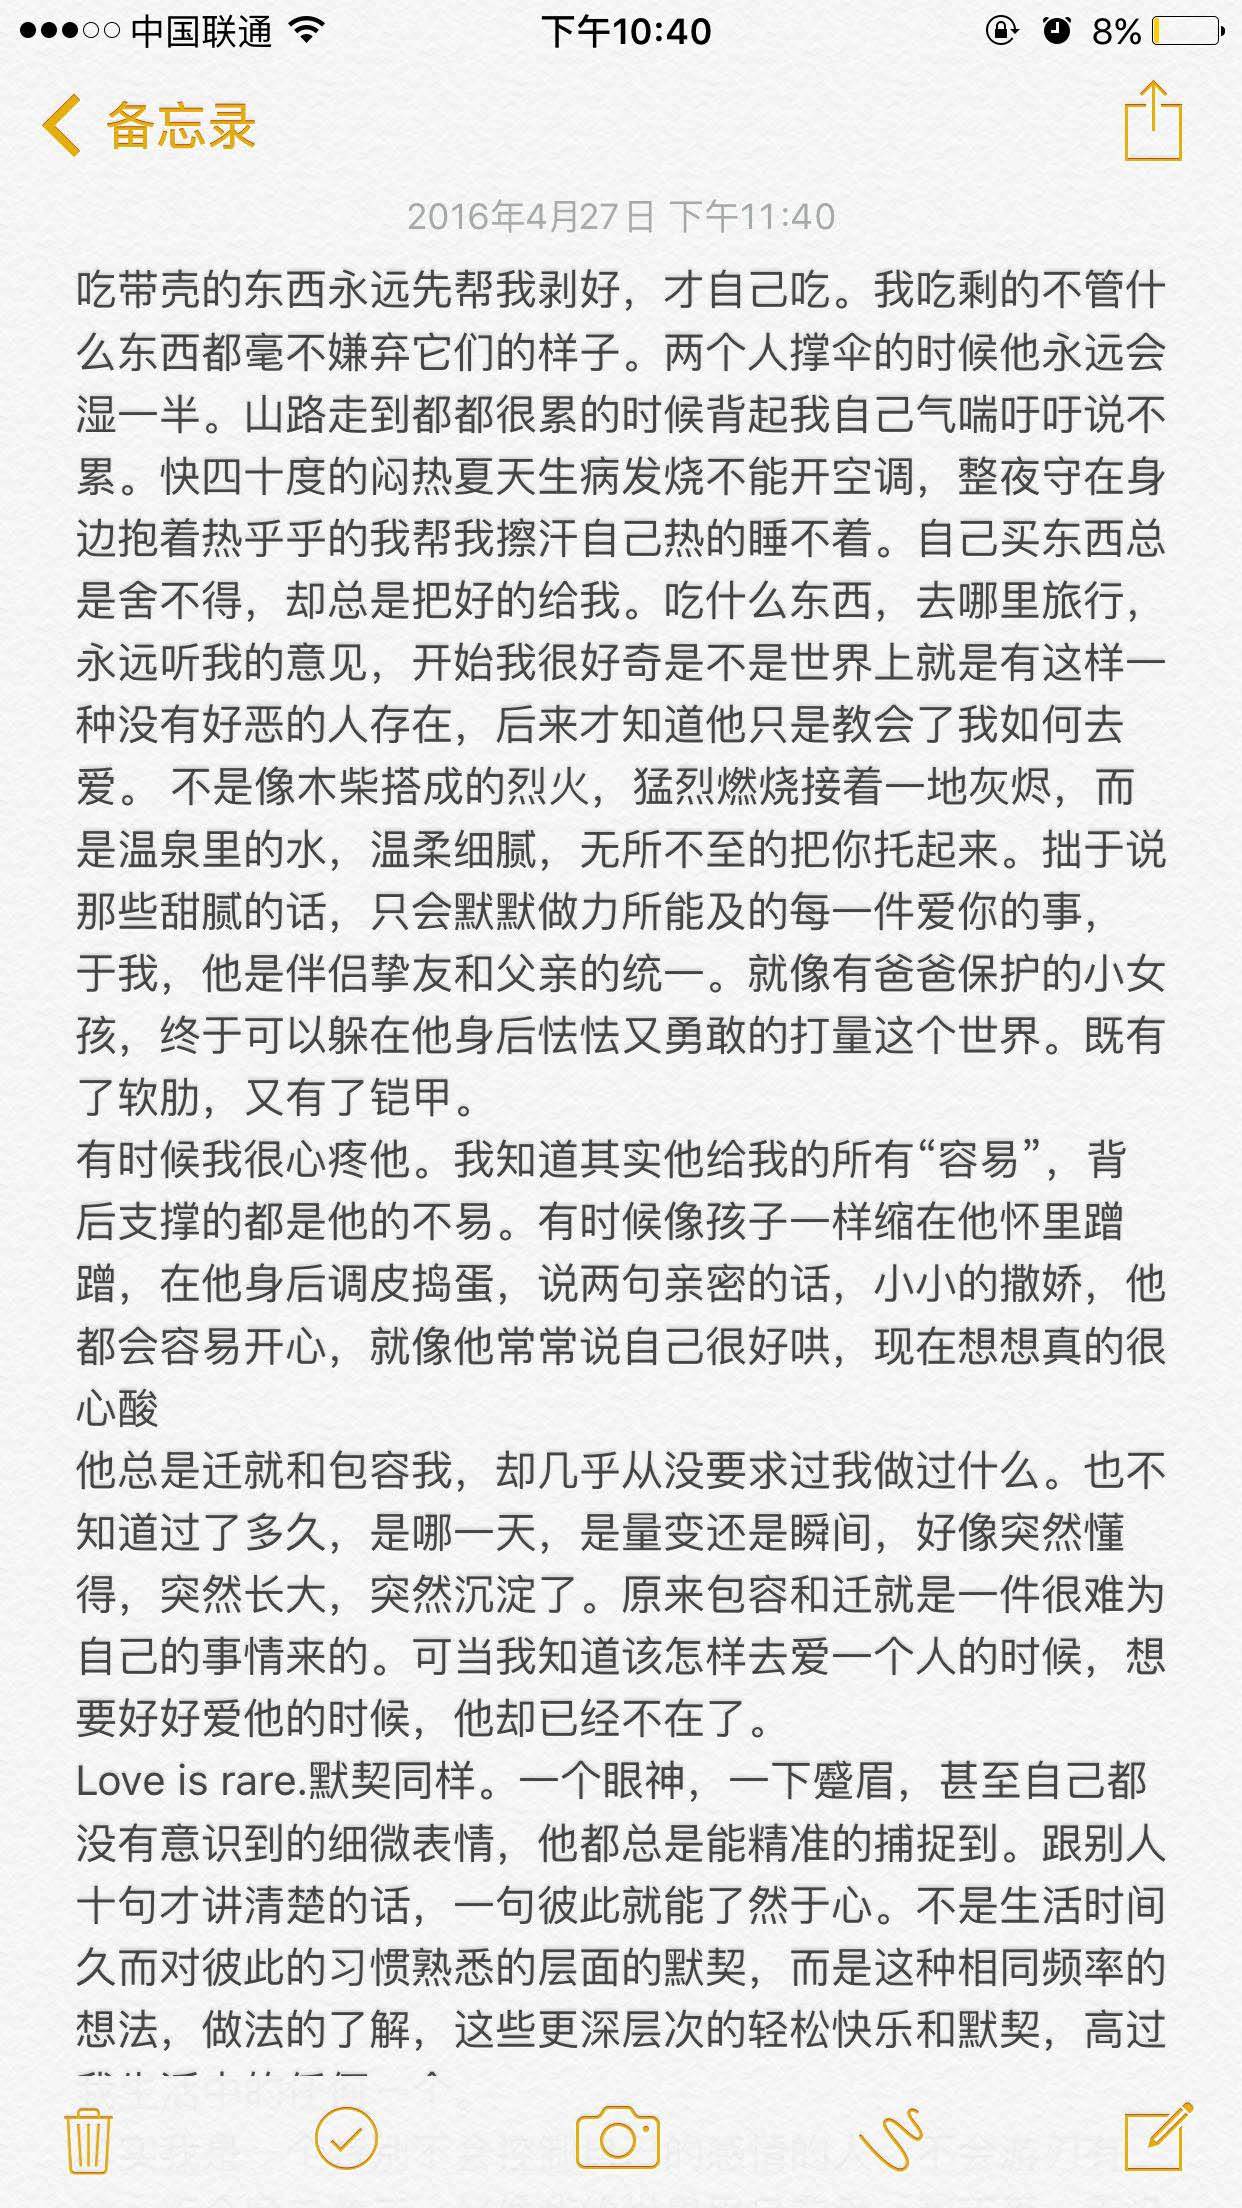 中国联通
下午10:40
8%
备忘录
2016年4月27日 下午11:40
吃带壳的东西永远先帮我剥好，才自己吃。我吃剩的不管什
么东西都毫不嫌弃它们的样子。两个人撑伞的时候他永远会
湿一半。山路走到都都很累的时候背起我自己气喘吁吁说不
累。快四十度的闷热夏天生病发烧不能开空调，整夜守在身
边抱着热乎乎的我帮我擦汗自己热的睡不着。自己买东西总
是舍不得，却总是把好的给我。吃什么东西，去哪里旅行，
永远听我的意见，开始我很好奇是不是世界上就是有这样一
种没有好恶的人存在，后来才知道他只是教会了我如何去
爱。 不是像木柴搭成的烈火，猛烈燃烧接着一地灰烬，而
是温泉里的水，温柔细腻，无所不至的把你托起来。拙于说
那些甜腻的话，只会默默做力所能及的每一件爱你的事，
于我，他是伴侣挚友和父亲的统一。就像有爸爸保护的小女
孩，终于可以躲在他身后怯怯又勇敢的打量这个世界。既有
了软肋，又有了铠甲。
有时候我很心疼他。我知道其实他给我的所有“容易”，背
后支撑的都是他的不易。有时候像孩子一样缩在他怀里蹭
蹭，在他身后调皮捣蛋，说两句亲密的话，小小的撒娇，他
都会容易开心，就像他常常说自己很好哄，现在想想真的很
心酸
他总是迁就和包容我，却几乎从没要求过我做过什么。也不
知道过了多久，是哪一天，是量变还是瞬间，好像突然懂
得，突然长大，突然沉淀了。原来包容和迁就是一件很难为
自己的事情来的。可当我知道该怎样去爱一个人的时候，想
要好好爱他的时候，他却已经不在了。
Love is rare.默契同样。一个眼神，一下蹙眉，甚至自己都
没有意识到的细微表情，他都总是能精准的捕捉到。跟别人
十句才讲清楚的话，一句彼此就能了然于心。不是生活时间
久而对彼此的习惯熟悉的层面的默契，而是这种相同频率的
想法，做法的了解，这些更深层次的轻松快乐和默契，高过
我生活中的任何一个。